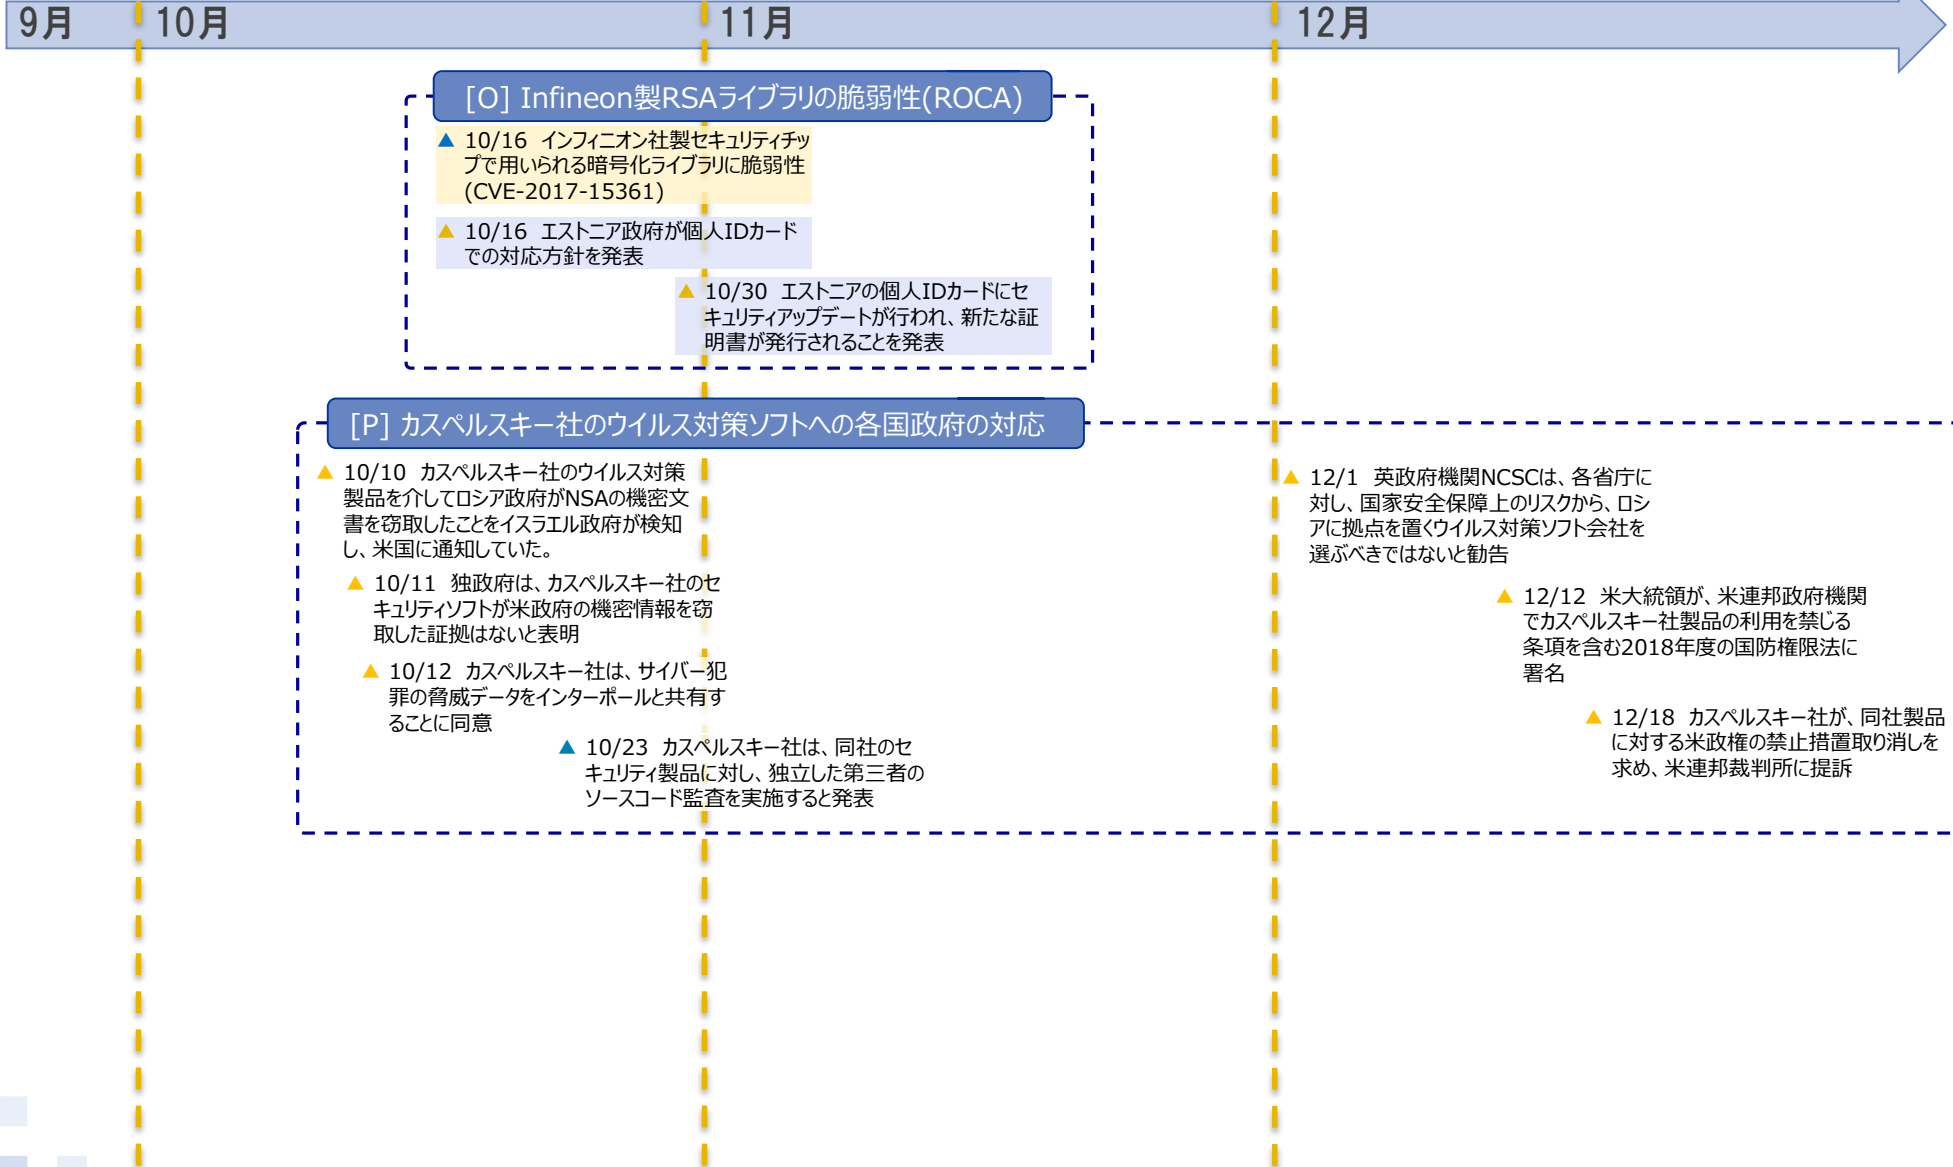 9月 10月 11月 12月
[O] Infineon製RSAライブラリの脆弱性(ROCA)
▲ 10/16 インフィニオン社製セキュリティチッ
プで用いられる暗号化ライブラリに脆弱性
(CVE-2017-15361)
▲ 10/16 エストニア政府が個人IDカード
での対応方針を発表
▲ 10/30 エストニアの個人IDカードにセ
キュリティアップデートが行われ、新たな証
明書が発行されることを発表
[P] カスペルスキー社のウイルス対策ソフトへの各国政府の対応
▲ 10/10 カスペルスキー社のウイルス対策
製品を介してロシア政府がNSAの機密文
書を窃取したことをイスラエル政府が検知
し、米国に通知していた。
▲ 10/11 独政府は、カスペルスキー社のセ
キュリティソフトが米政府の機密情報を窃
取した証拠はないと表明
▲ 10/12 カスペルスキー社は、サイバー犯
罪の脅威データをインターポールと共有す
ることに同意
▲ 10/23 カスペルスキー社は、同社のセ
キュリティ製品に対し、独立した第三者の
ソースコード監査を実施すると発表
▲ 12/1 英政府機関NCSCは、各省庁に
対し、国家安全保障上のリスクから、ロシ
アに拠点を置くウイルス対策ソフト会社を
選ぶべきではないと勧告
▲ 12/12 米大統領が、米連邦政府機関
でカスペルスキー社製品の利用を禁じる
条項を含む2018年度の国防権限法に
署名
▲ 12/18 カスペルスキー社が、同社製品
に対する米政権の禁止措置取り消しを
求め、米連邦裁判所に提訴